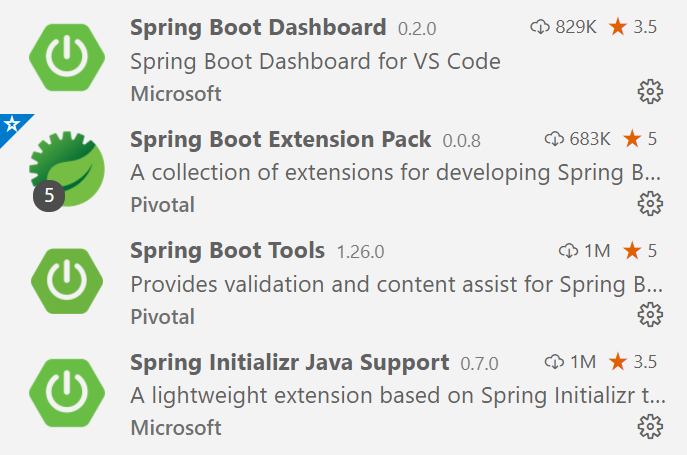 Spring Boot Dashboard 0.2.0 829K 3.5
Spring Boot Dashboard for VS Code
Microsoft
Spring Boot Extension Pack 0.0.8 683K 5
A collection of extensions for developing Spring B...
5
Pivotal
Spring Boot Tools 1.26.0 1M 5
Provides validation and content assist for Spring B...
Pivotal
Spring Initializr Java Support 0.7.0 1M 3.5
A lightweight extension based on Spring Initializr t...
Microsoft